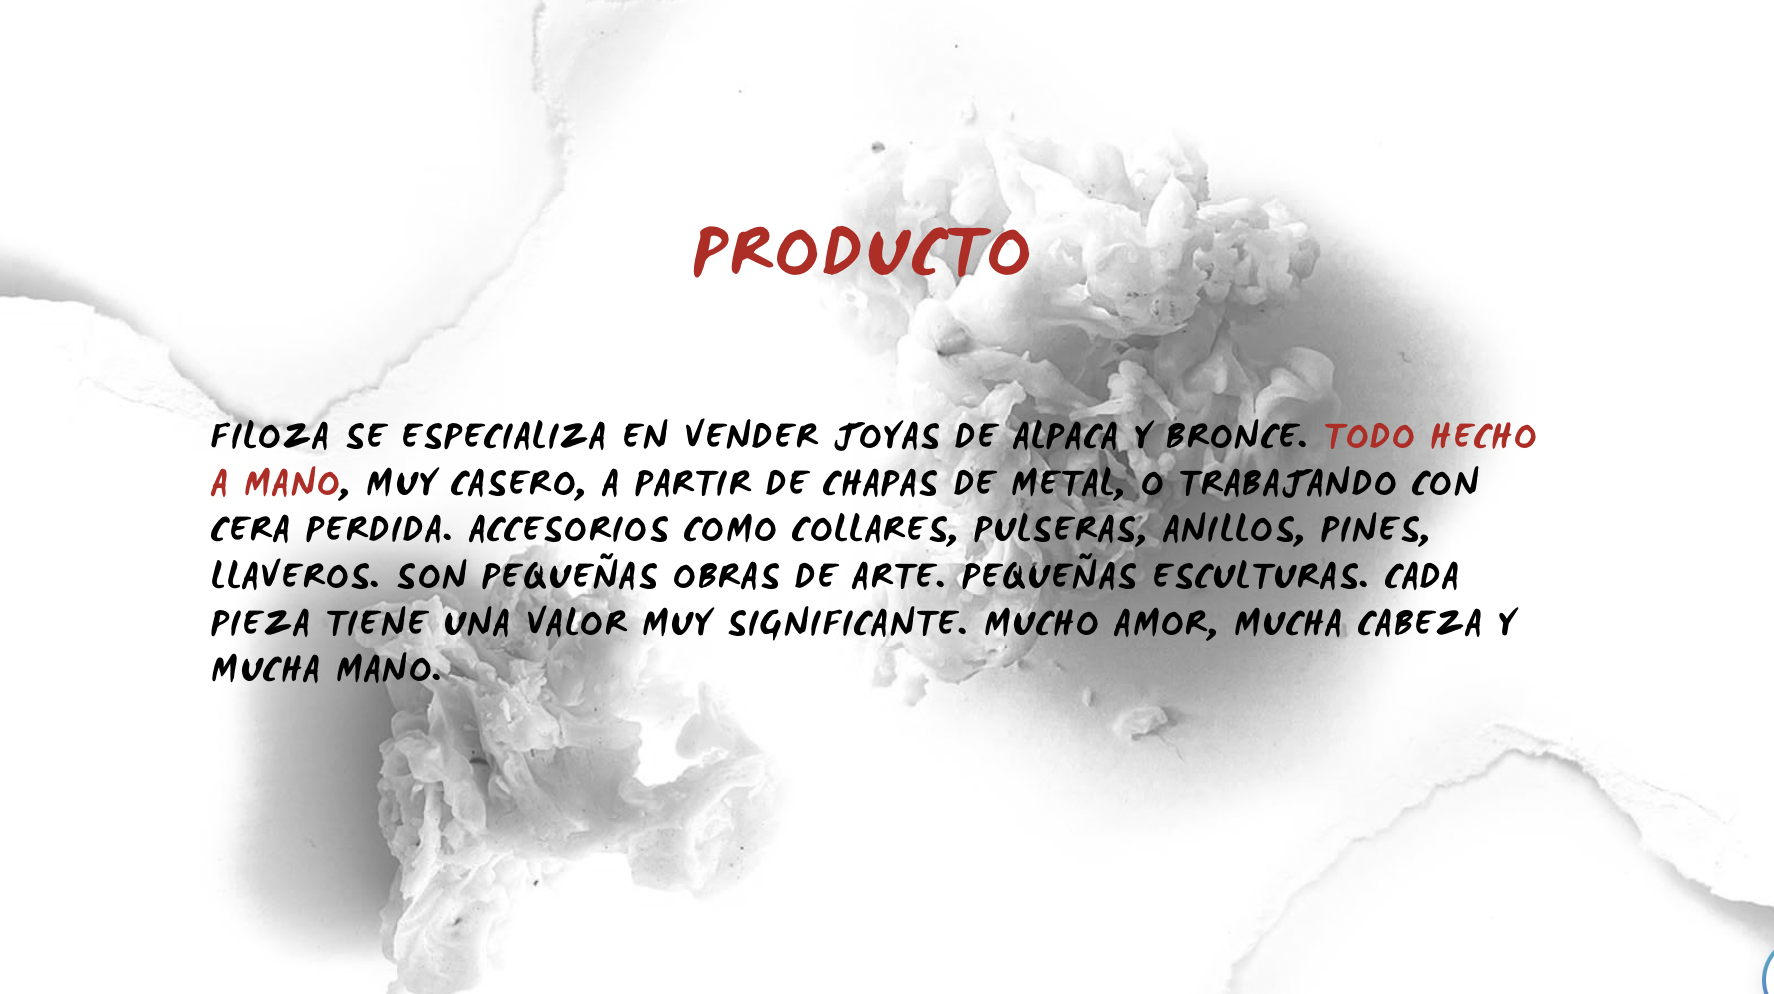 PRODUCTO
FILOZA SE ESPECIALIZA EN VENDER JOYAS DE ALPACA Y BRONCE. TODO HECHO
A MANO, MUY CASERO, A PARTIR DE CHAPAS DE METAL, O TRABAJANDO CON
CERA PERDIDA. ACCESORIOS COMO COLLARES, PULSERAS, ANILLOS, PINES,
LLAVEROS. SON PEQUEÑAS OBRAS DE ARTE. PEQUEÑAS ESCULTURAS. CADA
PIEZA TIENE UNA VALOR MUY SIGNIFICANTE. MUCHO AMOR, MUCHA CABEZA Y
MUCHA MANO.